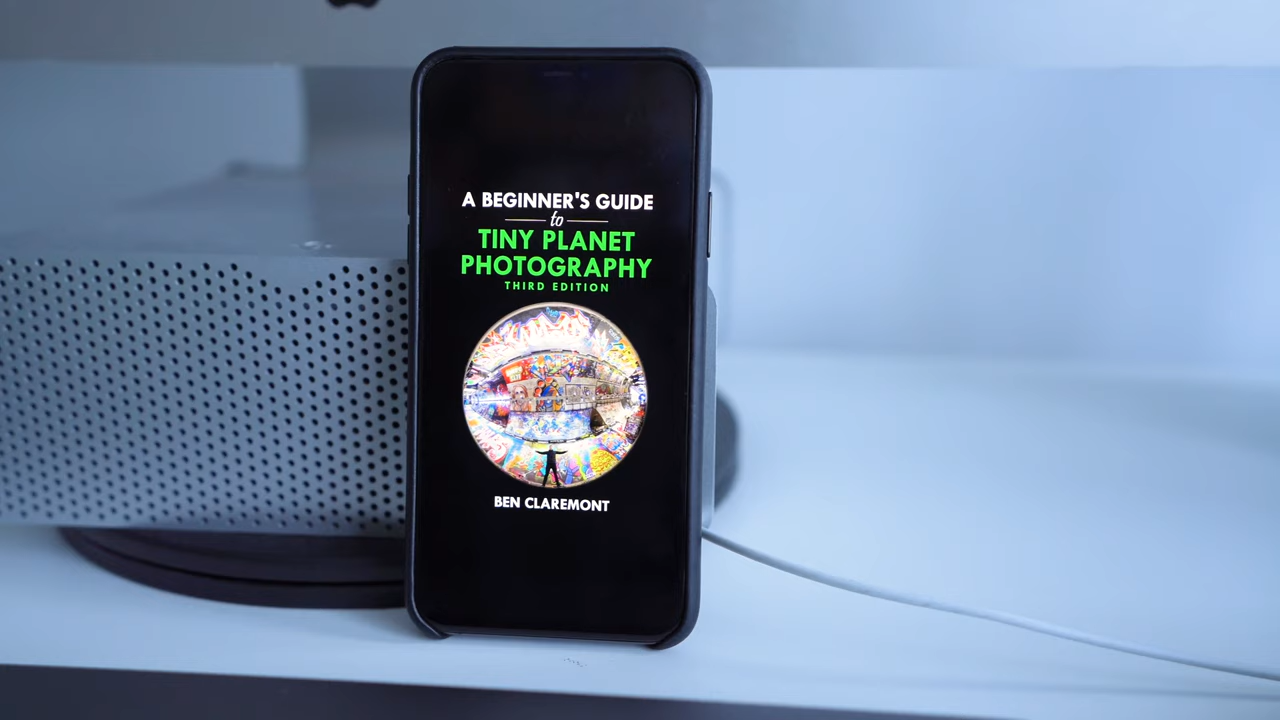 A BEGINNER'S GUIDE
to
TINY PLANET
PHOTOGRAPHY
THIRD EDITION
BEN CLAREMONT